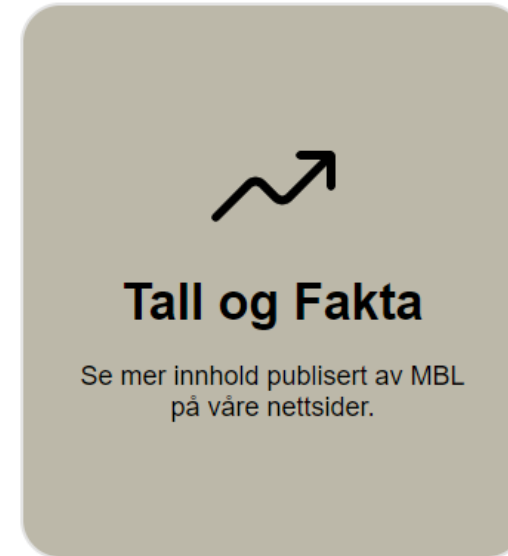 Tall og Fakta
Se mer innhold publisert av MBL
på våre nettsider.